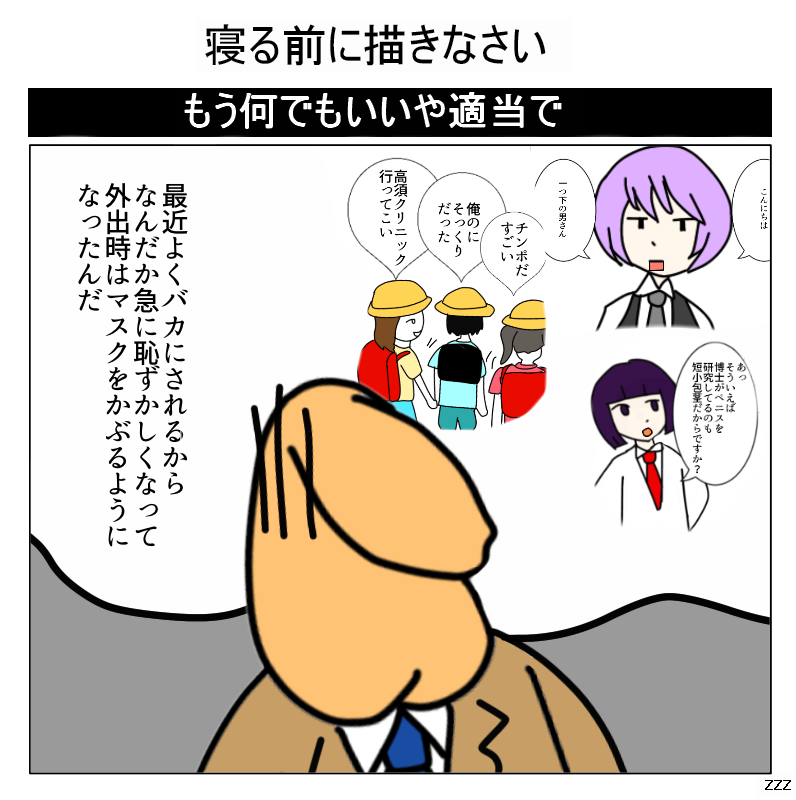 寝る前に描きなさい
もう何でもいいや適当で
こんにちは
一つ下の男さん
チンポだ
すごい
俺のに
そっくり
だった
高須クリニック
行ってこい
あっ
そういえば
博士がペニスを
研究してるのも
短小包茎だからですか?
最近よくバカにされるから
なんだか急に恥ずかしくなって
外出時はマスクをかぶるように
なったんだ
ZZZ